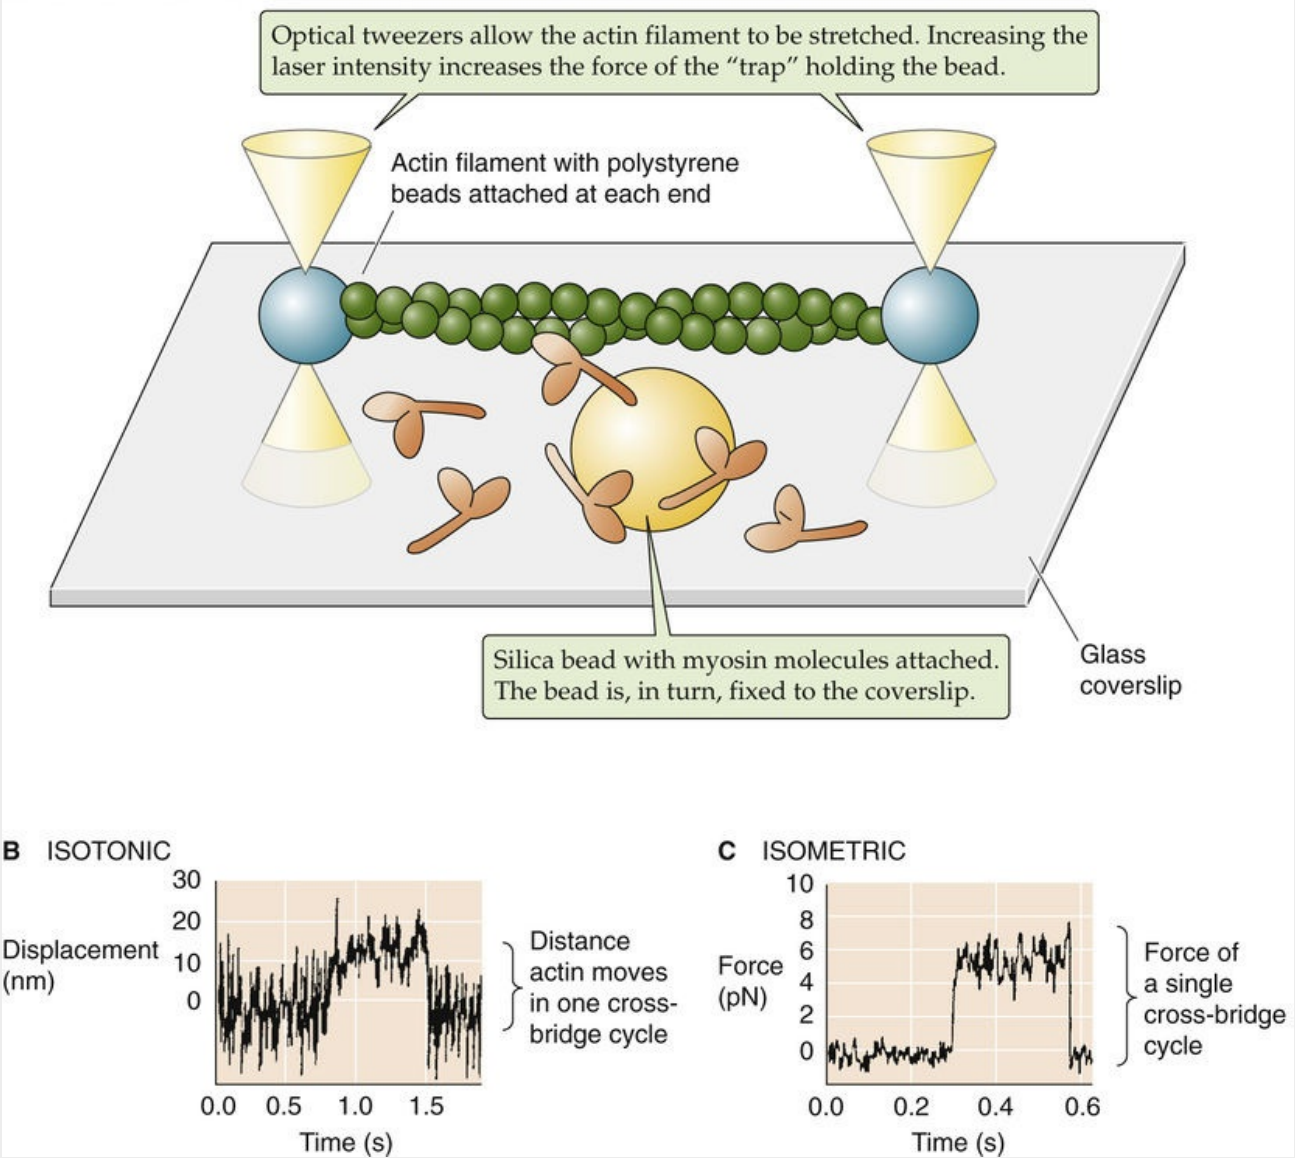 Optical tweezers allow the actin filament to be stretched. Increasing the
laser intensity increases the force of the “trap” holding the bead.
Actin filament with polystyrene
beads attached at each end
Silica bead with myosin molecules attached.
The bead is, in turn, fixed to the coverslip.
Glass
coverslip
B ISOTONIC
Displacement
(nm)
30
20
10
0
0.0 0.5 1.0 1.5
Time (s)
Distance
actin moves
in one cross-
bridge cycle
C ISOMETRIC
Force
(pN)
10
8
6
4
2
0
0.0 0.2 0.4 0.6
Time (s)
Force of
a single
cross-bridge
cycle